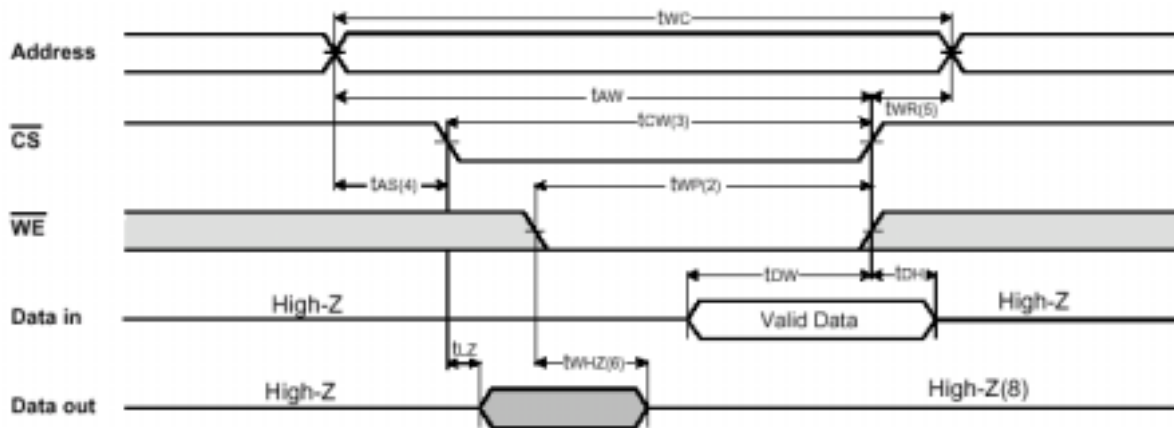 tWC
Address
tAW
tWR(5)
CS
tCW(3)
tAS(4)
tWP(2)
WE
tDW
tDH
Data in
High-Z
Valid Data
High-Z
tLZ
tWHZ(6)
Data out
High-Z
High-Z(8)